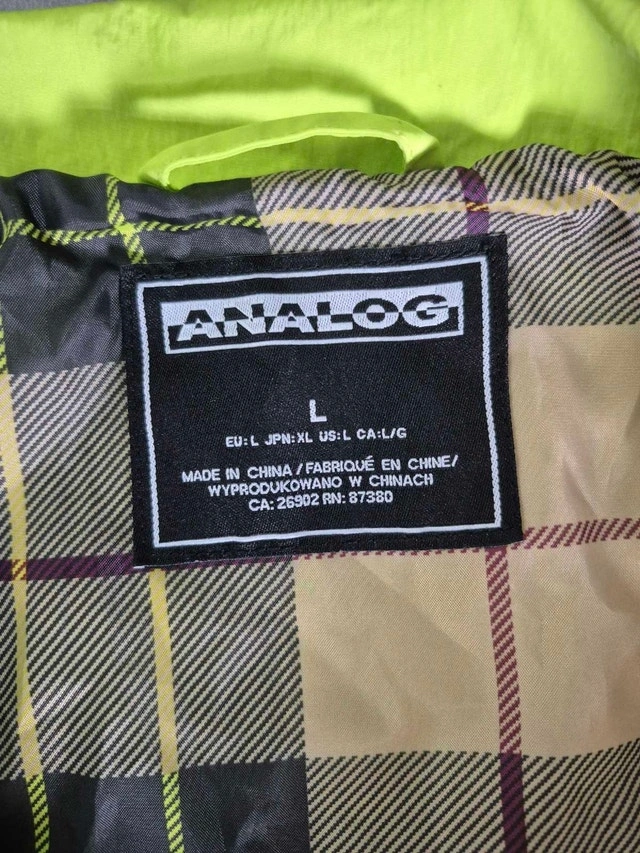 ANALOG
L
EU: L JPN: XL US: L CA: L/G
MADE IN CHINA / FABRIQUÉ EN CHINE/
WYPRODUKOWANO W CHINACH
CA: 26902 RN: 87380